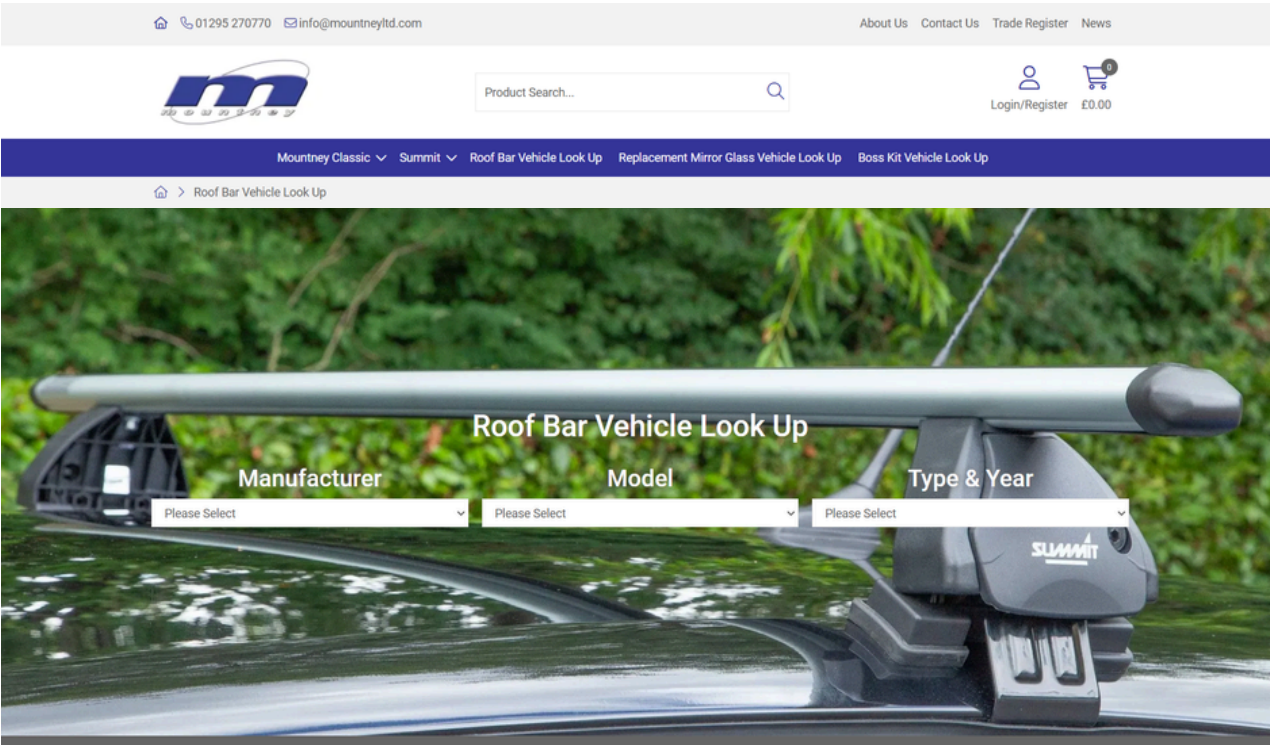 01295 270770 info@mountneyltd.com About Us Contact Us Trade Register News
mountney
Product Search...
0
Login/Register £0.00
Mountney Classic Summit Roof Bar Vehicle Look Up Replacement Mirror Glass Vehicle Look Up Boss Kit Vehicle Look Up
Roof Bar Vehicle Look Up
Roof Bar Vehicle Look Up
Manufacturer Model Type & Year
Please Select Please Select Please Select
SUMMIT